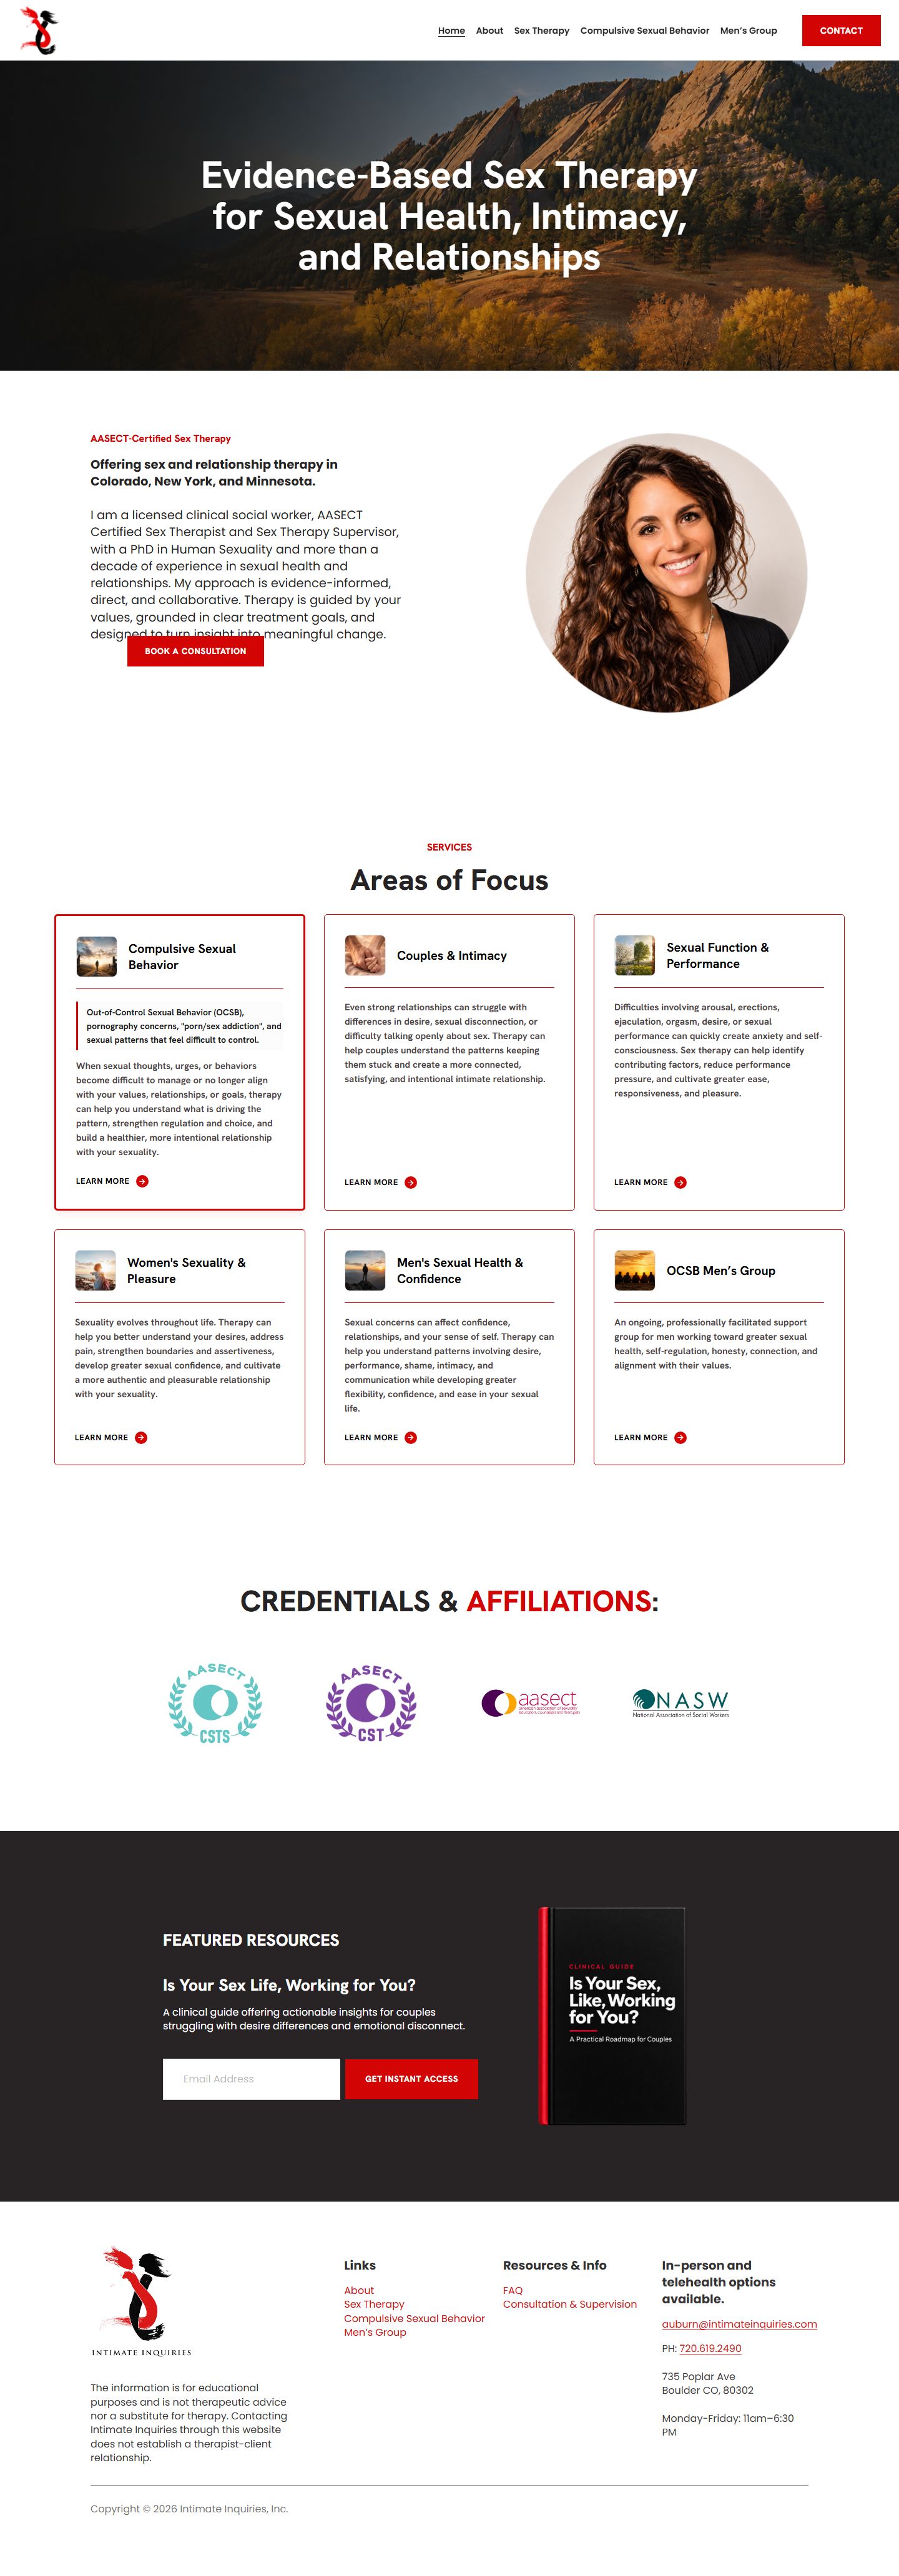 Home About Sex Therapy Compulsive Sexual Behavior Men's Group CONTACT
Evidence-Based Sex Therapy
for Sexual Health, Intimacy,
and Relationships
AASECT-Certified Sex Therapy
Offering sex and relationship therapy in
Colorado, New York, and Minnesota.
I am a licensed clinical social worker, AASECT
Certified Sex Therapist and Sex Therapy Supervisor,
with a PhD in Human Sexuality and more than a
decade of experience in sexual health and
relationships. My approach is evidence-informed,
direct, and collaborative. Therapy is guided by your
values, grounded in clear treatment goals, and
designed to turn insight into meaningful change.
BOOK A CONSULTATION
SERVICES
Areas of Focus
Compulsive Sexual
Behavior
Out-of-Control Sexual Behavior (OCSB),
pornography concerns, "porn/sex addiction", and
sexual patterns that feel difficult to control.
When sexual thoughts, urges, or behaviors
become difficult to manage or no longer align
with your values, relationships, or goals, therapy
can help you understand what is driving the
pattern, strengthen regulation and choice, and
build a healthier, more intentional relationship
with your sexuality.
LEARN MORE
Couples & Intimacy
Even strong relationships can struggle with
differences in desire, sexual disconnection, or
difficulty talking openly about sex. Therapy can
help couples understand the patterns keeping
them stuck and create a more connected,
satisfying, and intentional intimate relationship.
LEARN MORE
Sexual Function &
Performance
Difficulties involving arousal, erections,
ejaculation, orgasm, desire, or sexual
performance can quickly create anxiety and self-
consciousness. Sex therapy can help identify
contributing factors, reduce performance
pressure, and cultivate greater ease,
responsiveness, and pleasure.
LEARN MORE
Women's Sexuality &
Pleasure
Sexuality evolves throughout life. Therapy can
help you better understand your desires, address
pain, strengthen boundaries and assertiveness,
develop greater sexual confidence, and cultivate
a more authentic and pleasurable relationship
with your sexuality.
LEARN MORE
Men's Sexual Health &
Confidence
Sexual concerns can affect confidence,
relationships, and your sense of self. Therapy can
help you understand patterns involving desire,
performance, shame, intimacy, and
communication while developing greater
flexibility, confidence, and ease in your sexual
life.
LEARN MORE
OCSB Men's Group
An ongoing, professionally facilitated support
group for men working toward greater sexual
health, self-regulation, honesty, connection, and
alignment with their values.
LEARN MORE
CREDENTIALS & AFFILIATIONS:
AASECT
CSTS
AASECT
CST
aasect
NASW
National Association of Social Workers
FEATURED RESOURCES
Is Your Sex Life, Working for You?
A clinical guide offering actionable insights for couples
struggling with desire differences and emotional disconnect.
Email Address
GET INSTANT ACCESS
CLINICAL GUIDE
Is Your Sex,
Like, Working
for You?
A Practical Roadmap for Couples
INTIMATE INQUIRIES
The information is for educational
purposes and is not therapeutic advice
nor a substitute for therapy. Contacting
Intimate Inquiries through this website
does not establish a therapist-client
relationship.
Links
About
Sex Therapy
Compulsive Sexual Behavior
Men's Group
Resources & Info
FAQ
Consultation & Supervision
In-person and
telehealth options
available.
auburn@intimateinquiries.com
PH: 720.619.2490
735 Poplar Ave
Boulder CO, 80302
Monday-Friday: 11am–6:30
PM
Copyright © 2026 Intimate Inquiries, Inc.